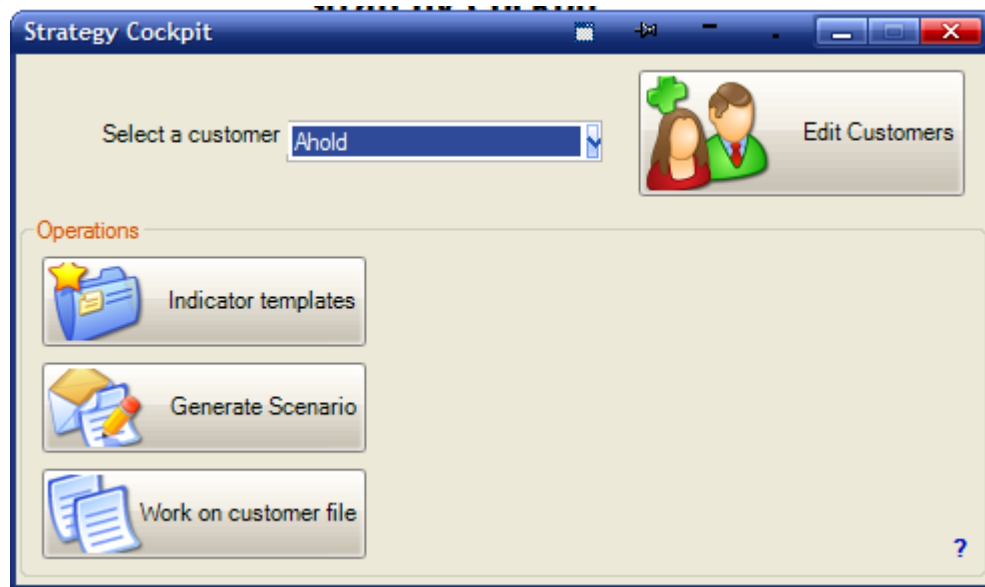 Strategy Cockpit
Select a customer
Ahold
Edit Customers
Operations
Indicator templates
Generate Scenario
Work on customer file
?